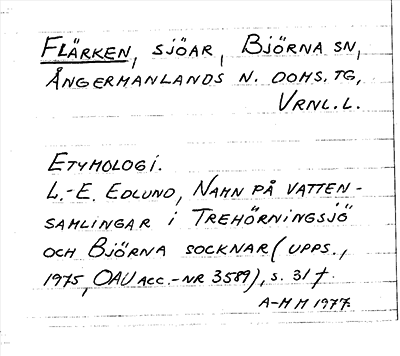 FLÄRKEN, SJÖAR, BJÖRNA SN,
ÅNGERMANLANDS N. DOMS. TG,
VRNL. L.
ETYMOLOGI.
L.-E. EDLUND, NAMN PÅ VATTEN-
SAMLINGAR I TREHÖRNINGSJÖ
OCH BJÖRNA SOCKNAR (UPPS.,
1975, OAU ACC.-NR 3589), S. 31 f.
A-M H 1977.